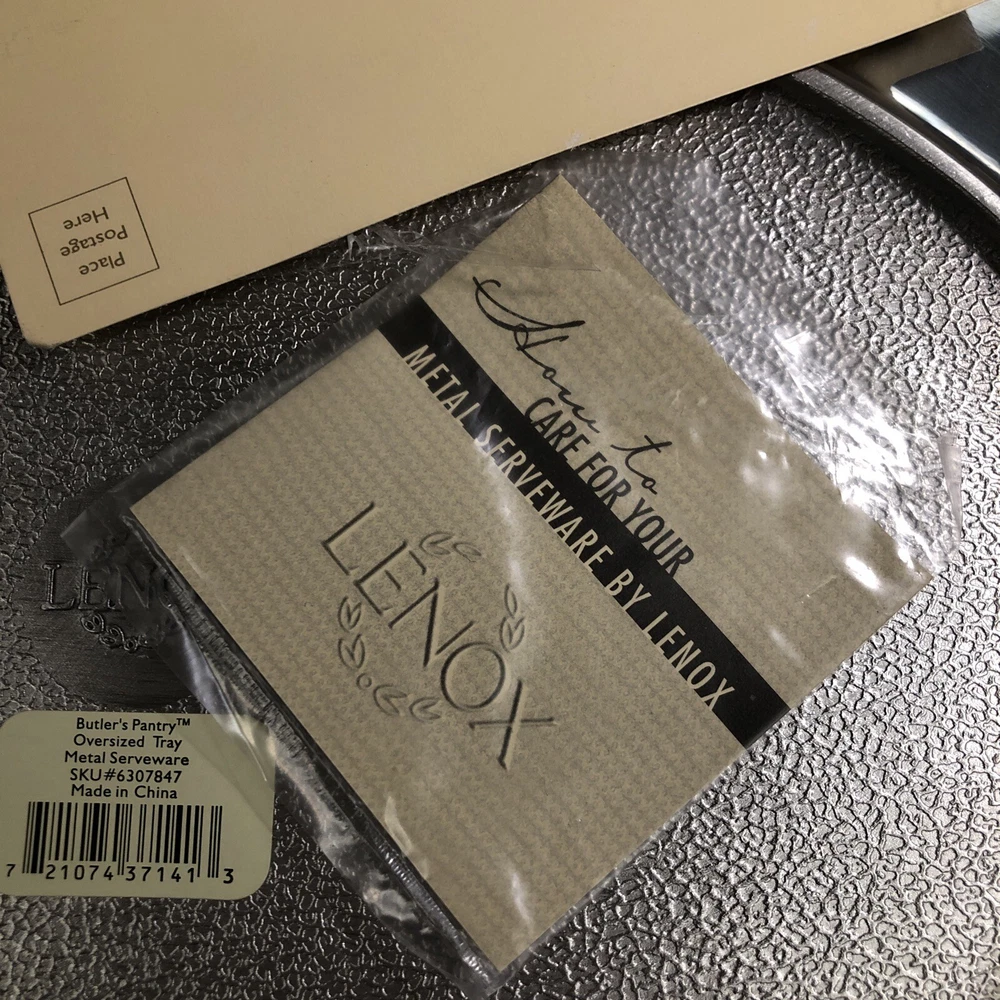 Place
Postage
Here
How to
CARE FOR YOUR
METAL SERVEWARE BY LENOX
LENOX
LENO
Butler's Pantry™
Oversized Tray
Metal Serveware
SKU#6307847
Made in China
7 21074 37141 3